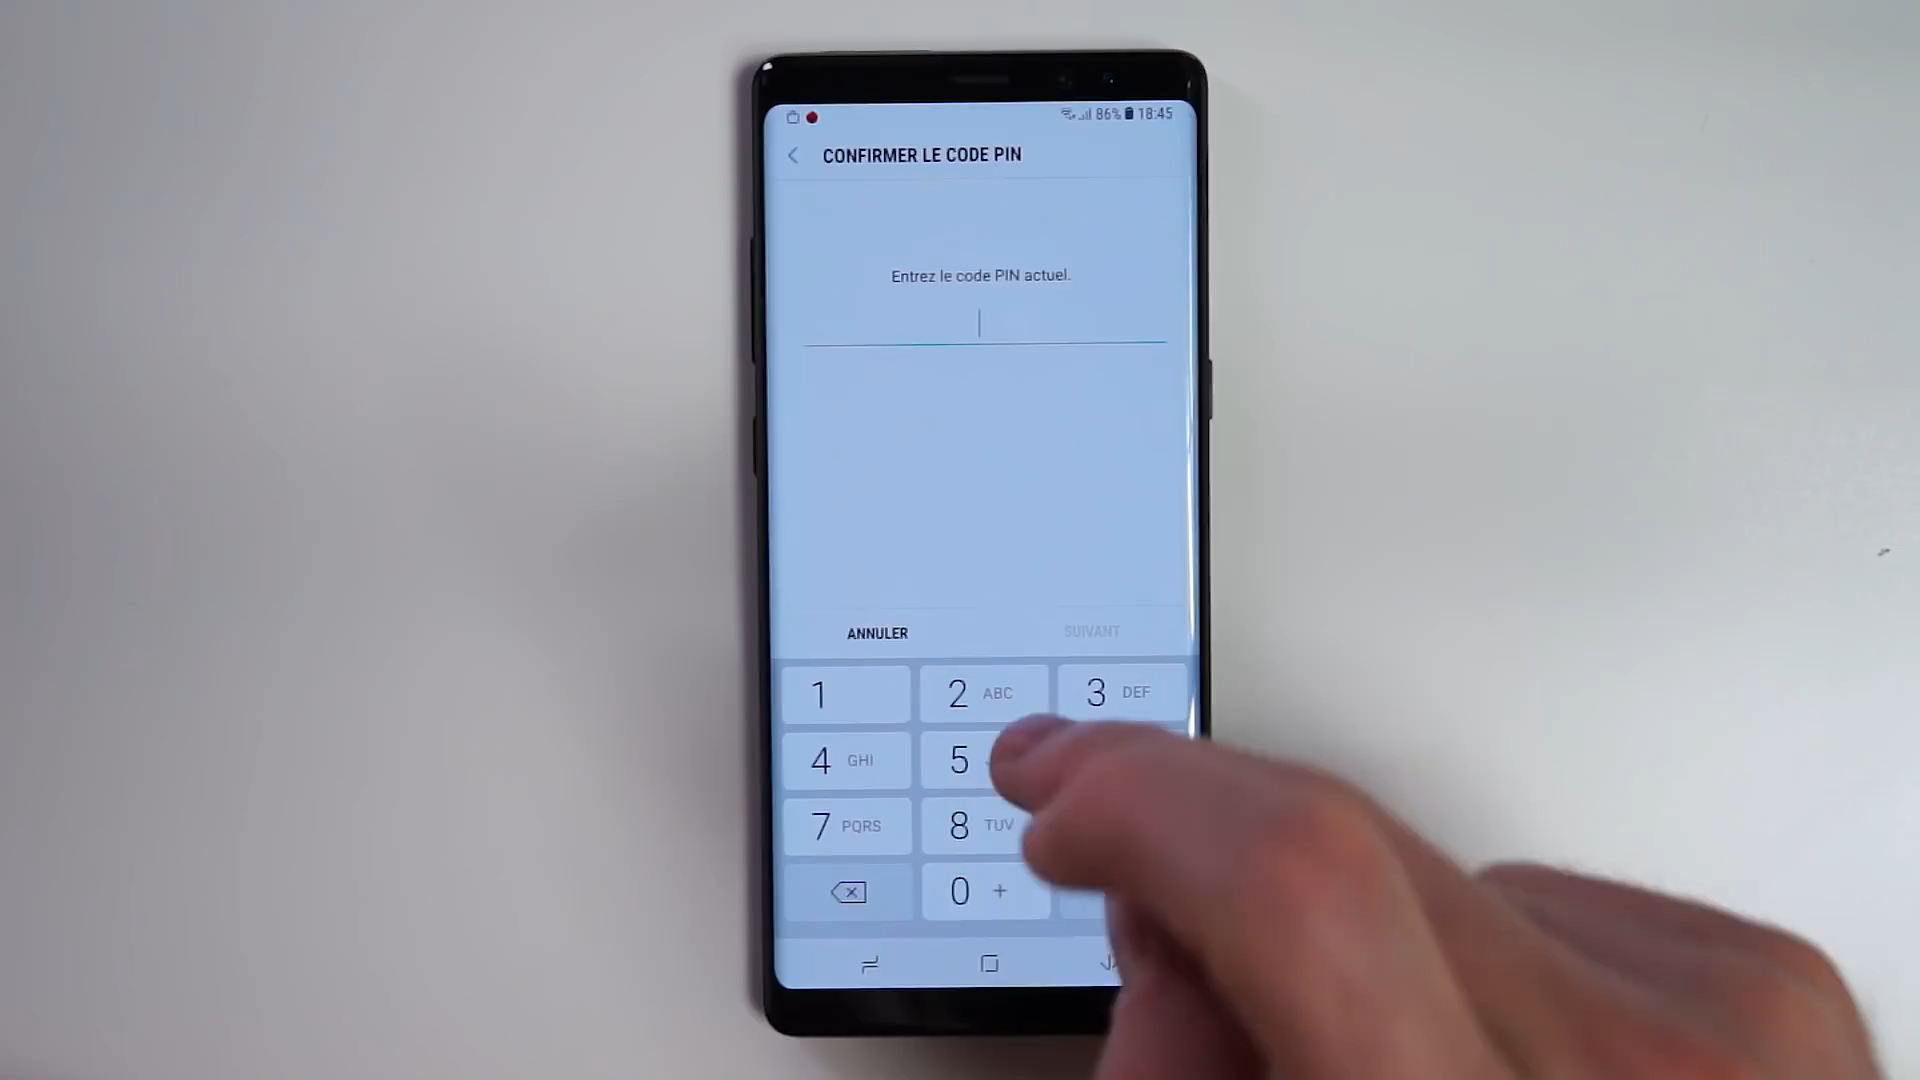 86% 18:45
CONFIRMER LE CODE PIN
Entrez le code PIN actuel.
ANNULER SUIVANT
1 2 ABC 3 DEF
4 GHI 5
7 PQRS 8 TUV
0 +